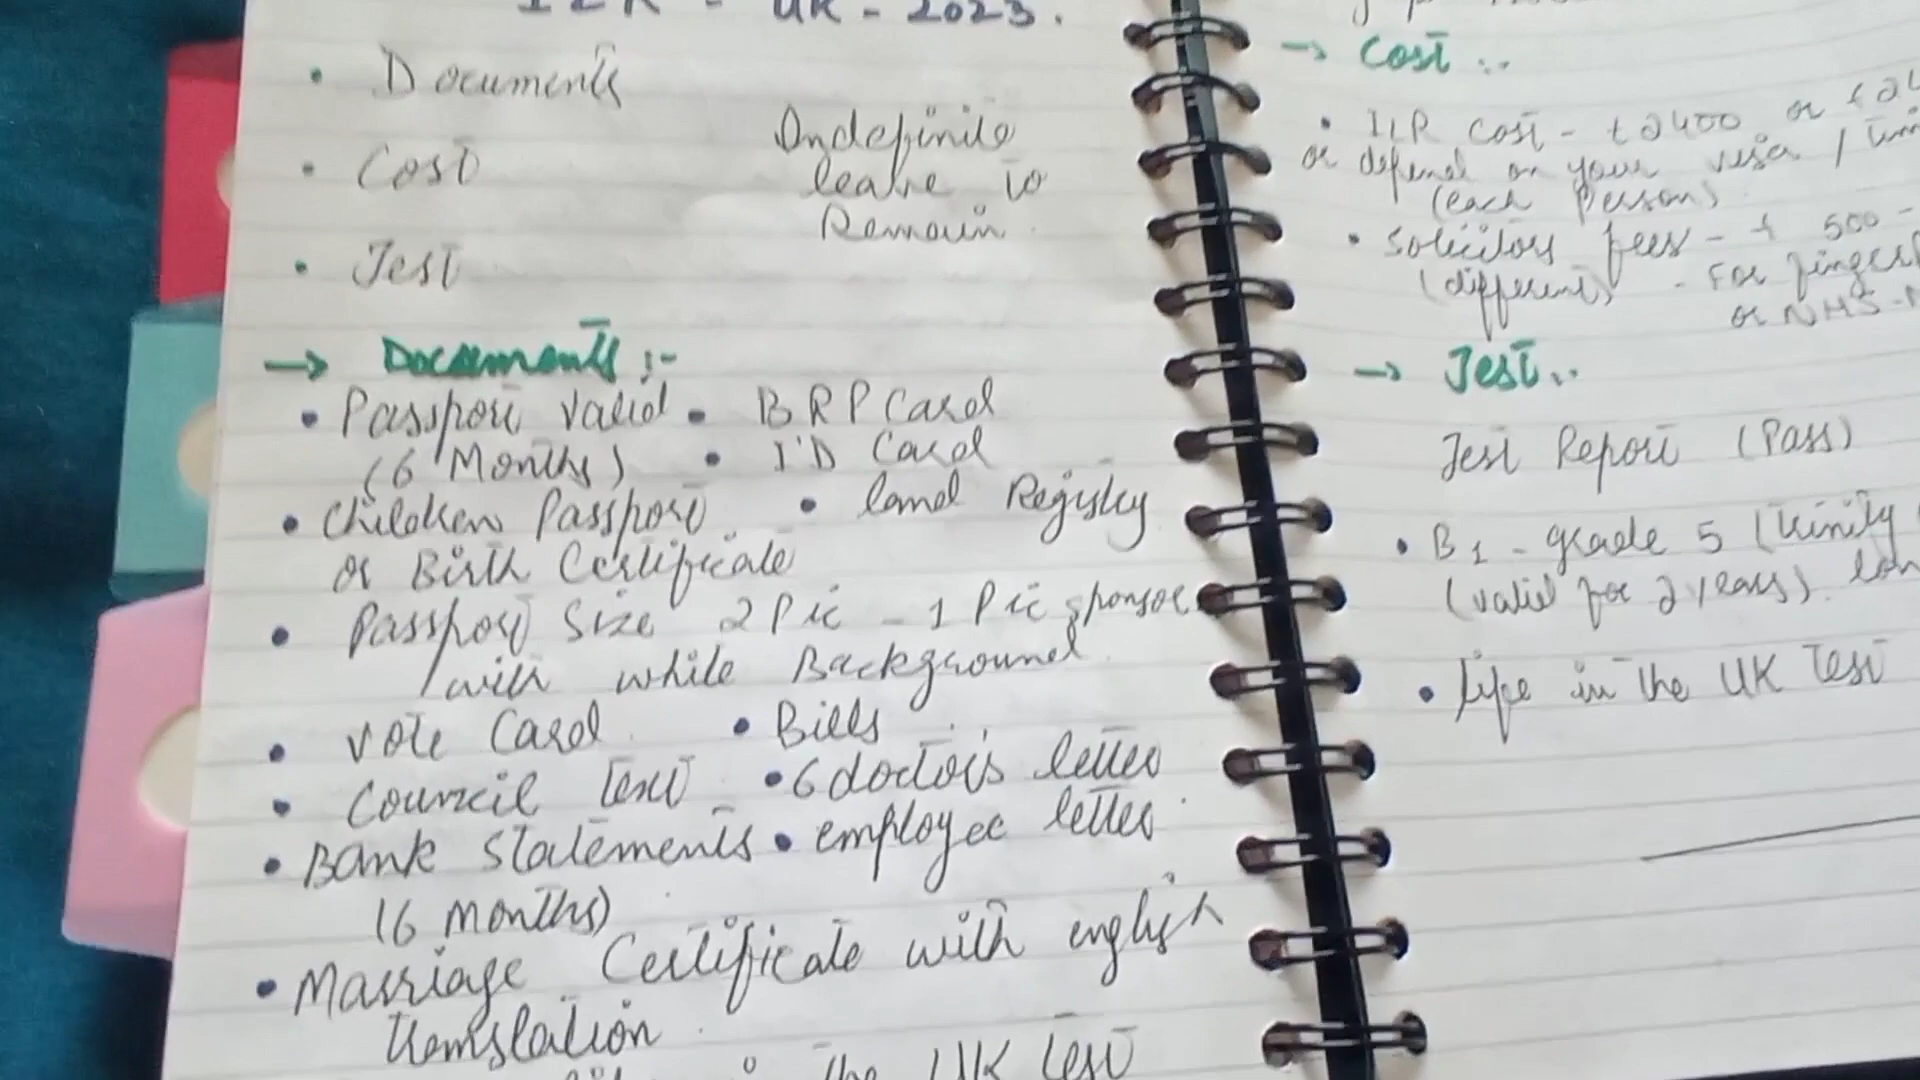 ILR - UK - 2023.
• Documents
• Cost
• Test
Indefinite
leave to
Remain
→ Documents :-
• Passport valid
(6 Months)
• BRP Card
• I'D Card
• Children Passport
or Birth Certificate
• land Registry
• Passport Size 2 Pic - 1 Pic sponsor
with white Background
• Vote Card
• Bills
• Council Text
• 6 doctors letter
• Bank Statements
(6 Months)
• employee letter
• Marriage Certificate with english
translation
the UK test
→ Cost :-
• ILR Cost - £2400 or £24
or depend on your visa /
(each Person)
• Solicitors fees - £ 500 -
(different) - For
or NHS -
→ Test :-
Test Report (Pass)
• B1 - grade 5 (Trinity
(valid for 2 years).
• Life in the UK Test